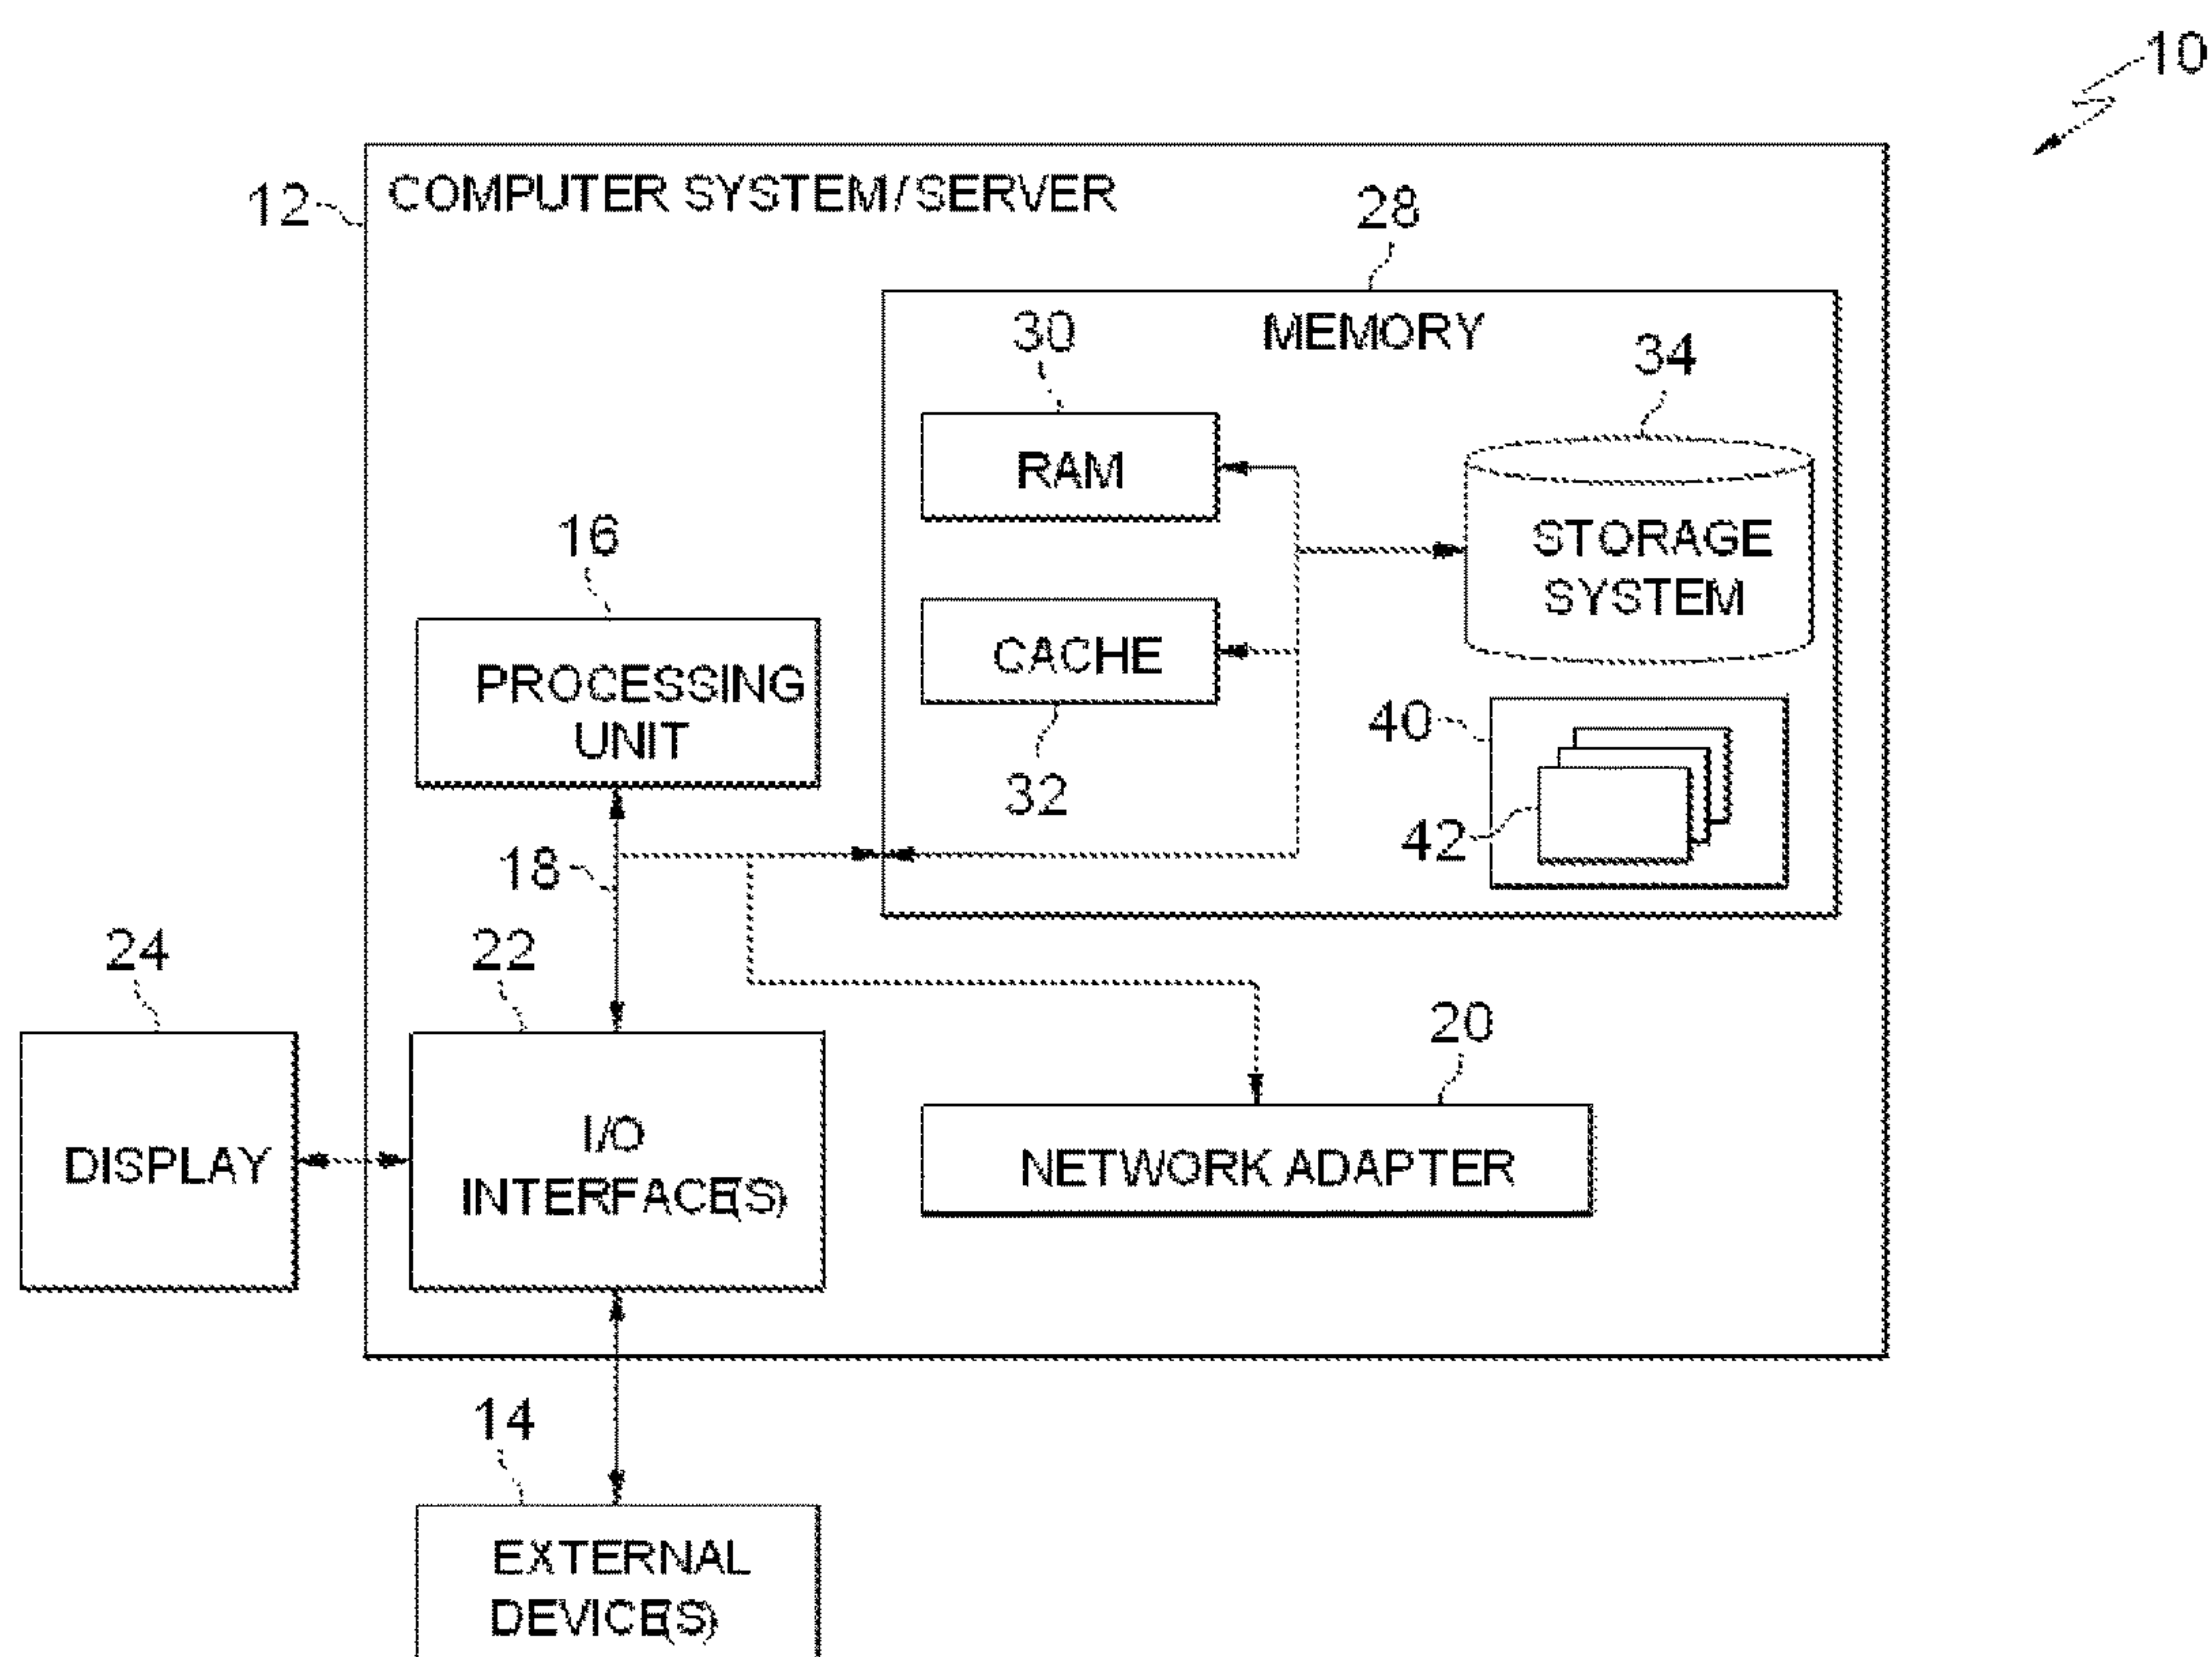 10
12
COMPUTER SYSTEM/SERVER
28
MEMORY
30
RAM
34
STORAGE
SYSTEM
16
PROCESSING
UNIT
CACHE
32
40
42
18
24
22
20
DISPLAY
I/O
INTERFACE(S)
NETWORK ADAPTER
14
EXTERNAL
DEVICE(S)